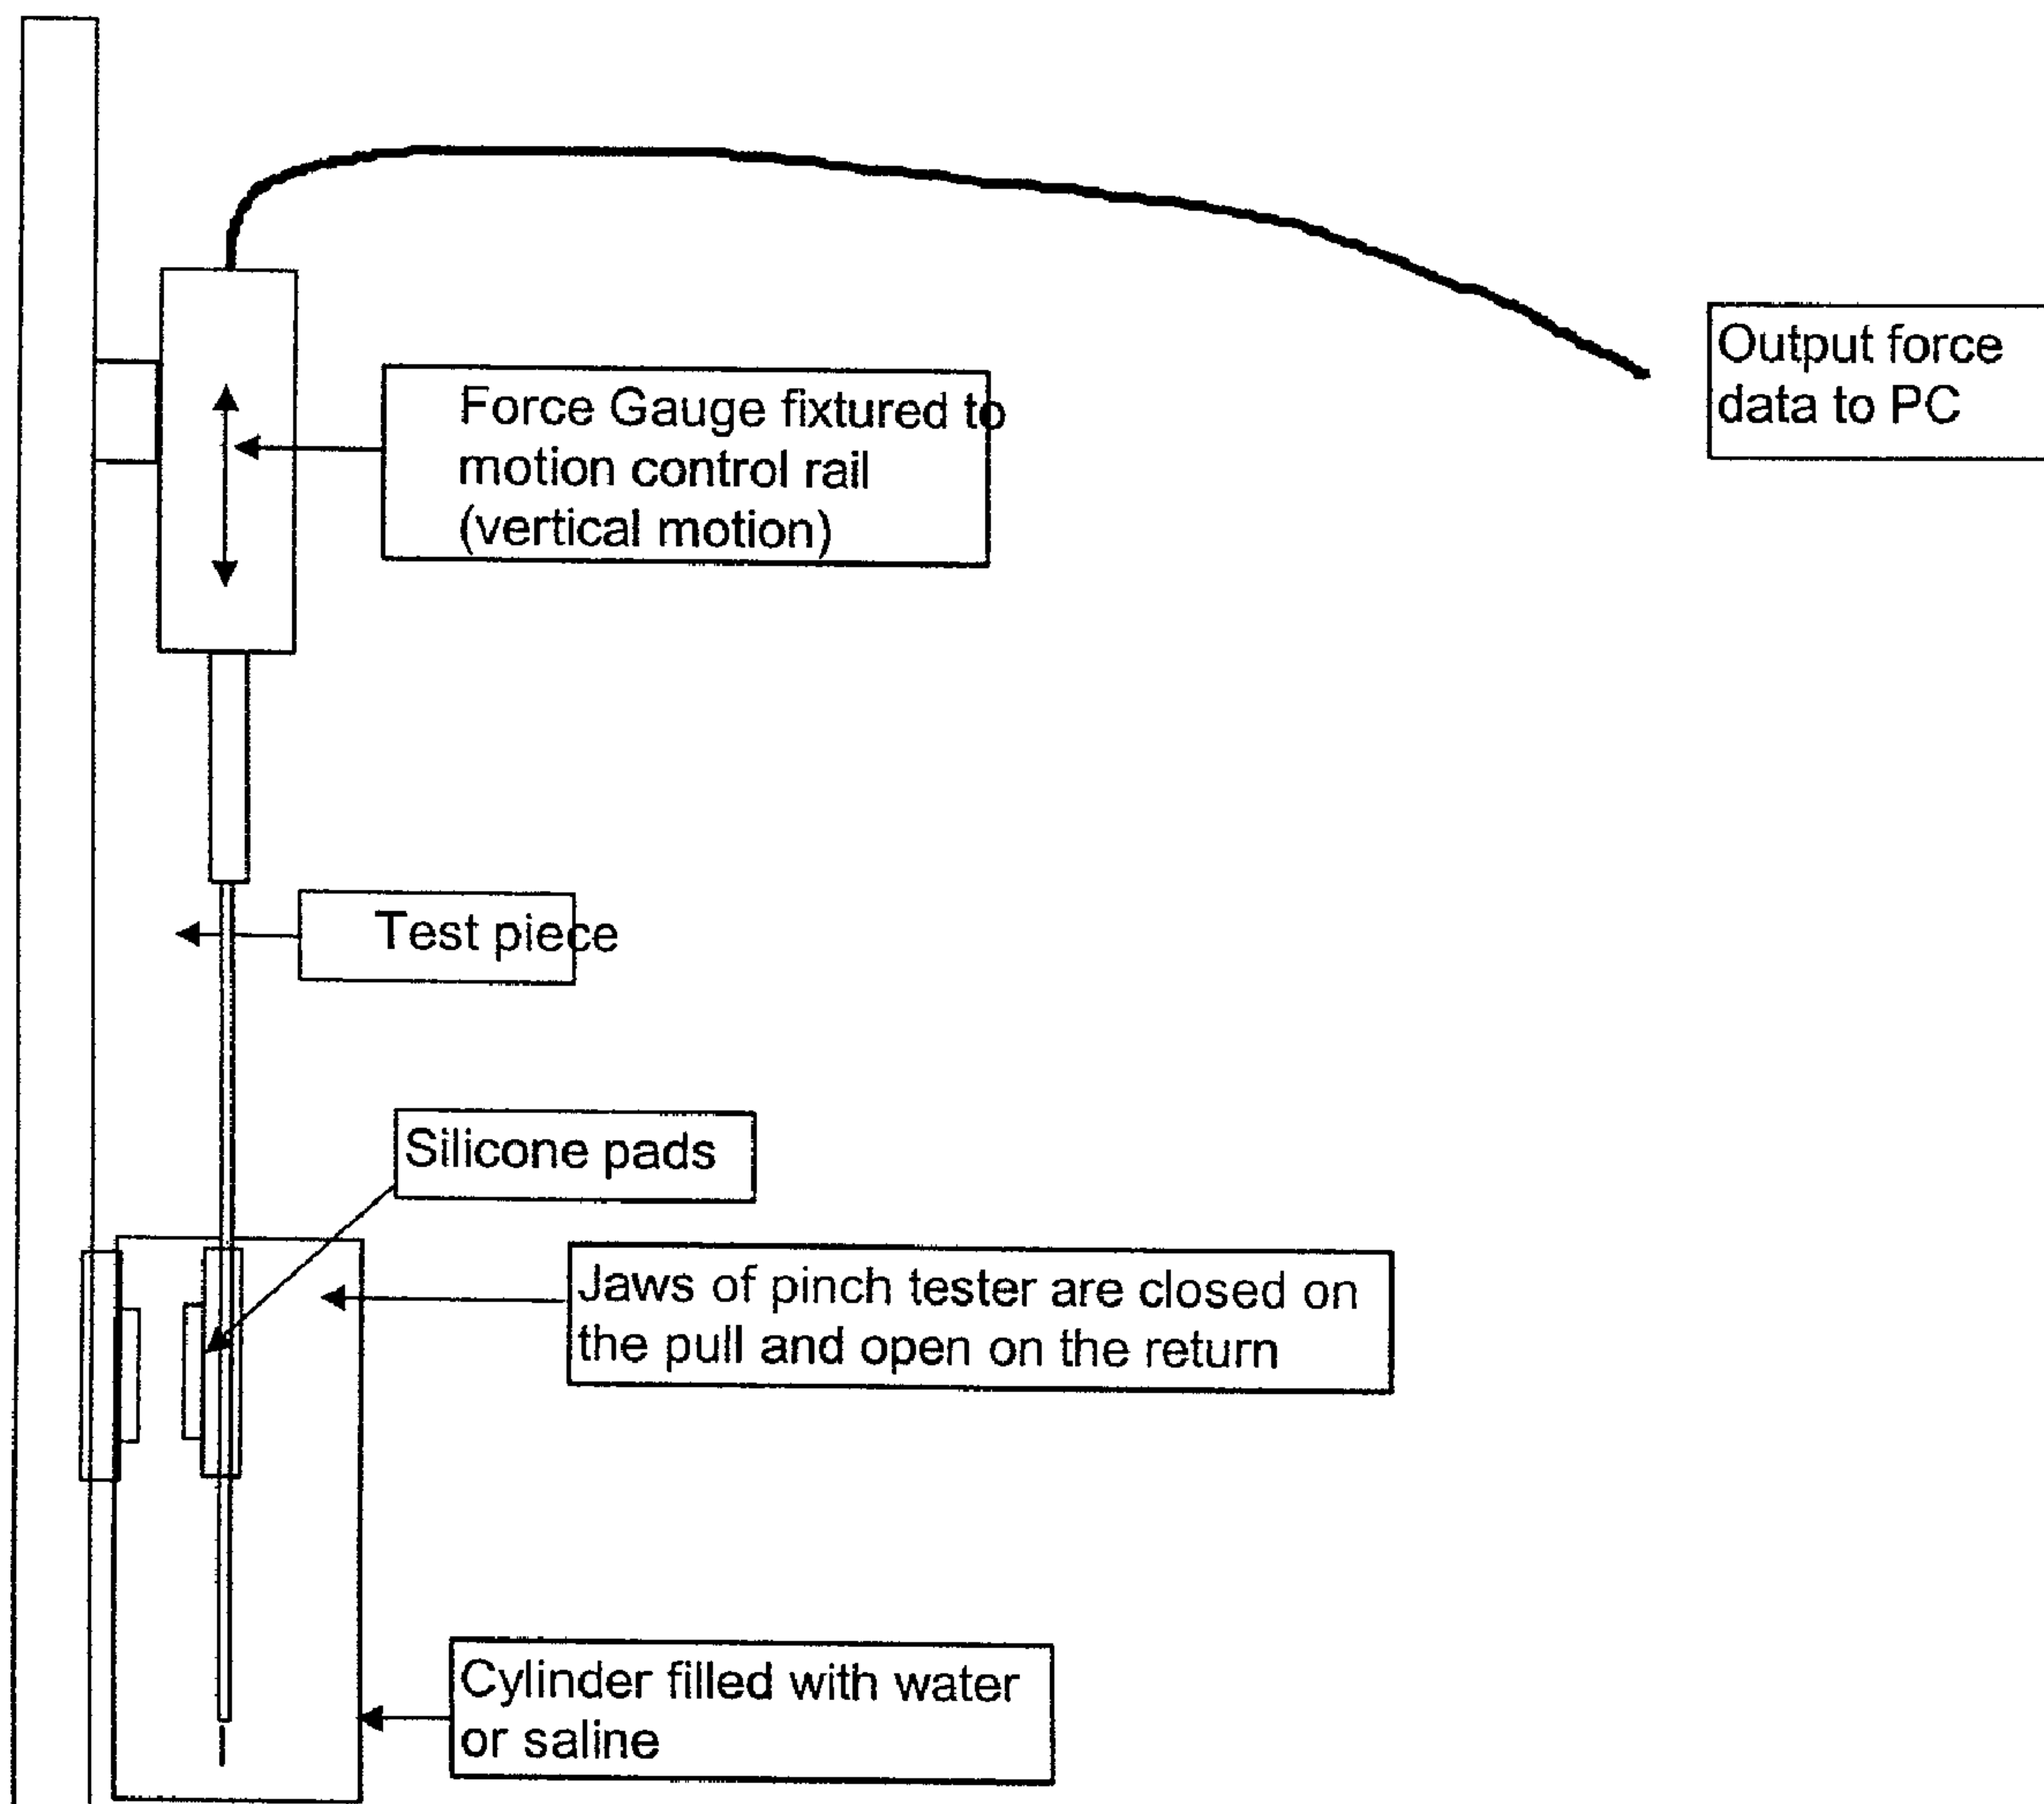 Output force
data to PC
Force Gauge fixtured to
motion control rail
(vertical motion)
Test piece
Silicone pads
Jaws of pinch tester are closed on
the pull and open on the return
Cylinder filled with water
or saline